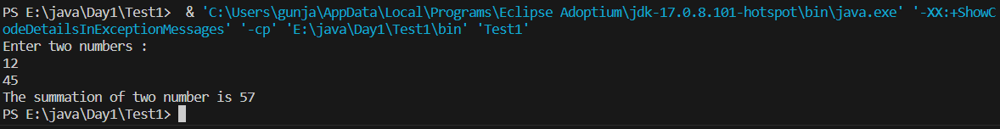 PS E:\java\Day1\Test1>  & 'C:\Users\gunja\AppData\Local\Programs\Eclipse Adoptium\jdk-17.0.8.101-hotspot\bin\java.exe' '-XX:+ShowC
odeDetailsInExceptionMessages' '-cp' 'E:\java\Day1\Test1\bin' 'Test1'
Enter two numbers :
12
45
The summation of two number is 57
PS E:\java\Day1\Test1>